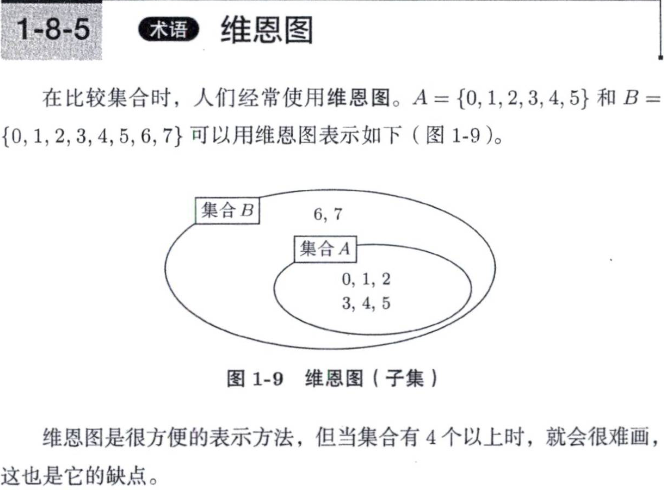 1-8-5 术语 维恩图
在比较集合时，人们经常使用维恩图。A = {0, 1, 2, 3, 4, 5} 和 B =
{0, 1, 2, 3, 4, 5, 6, 7} 可以用维恩图表示如下（图 1-9）。
集合 B
6, 7
集合 A
0, 1, 2
3, 4, 5
图 1-9 维恩图（子集）
维恩图是很方便的表示方法，但当集合有 4 个以上时，就会很难画，
这也是它的缺点。